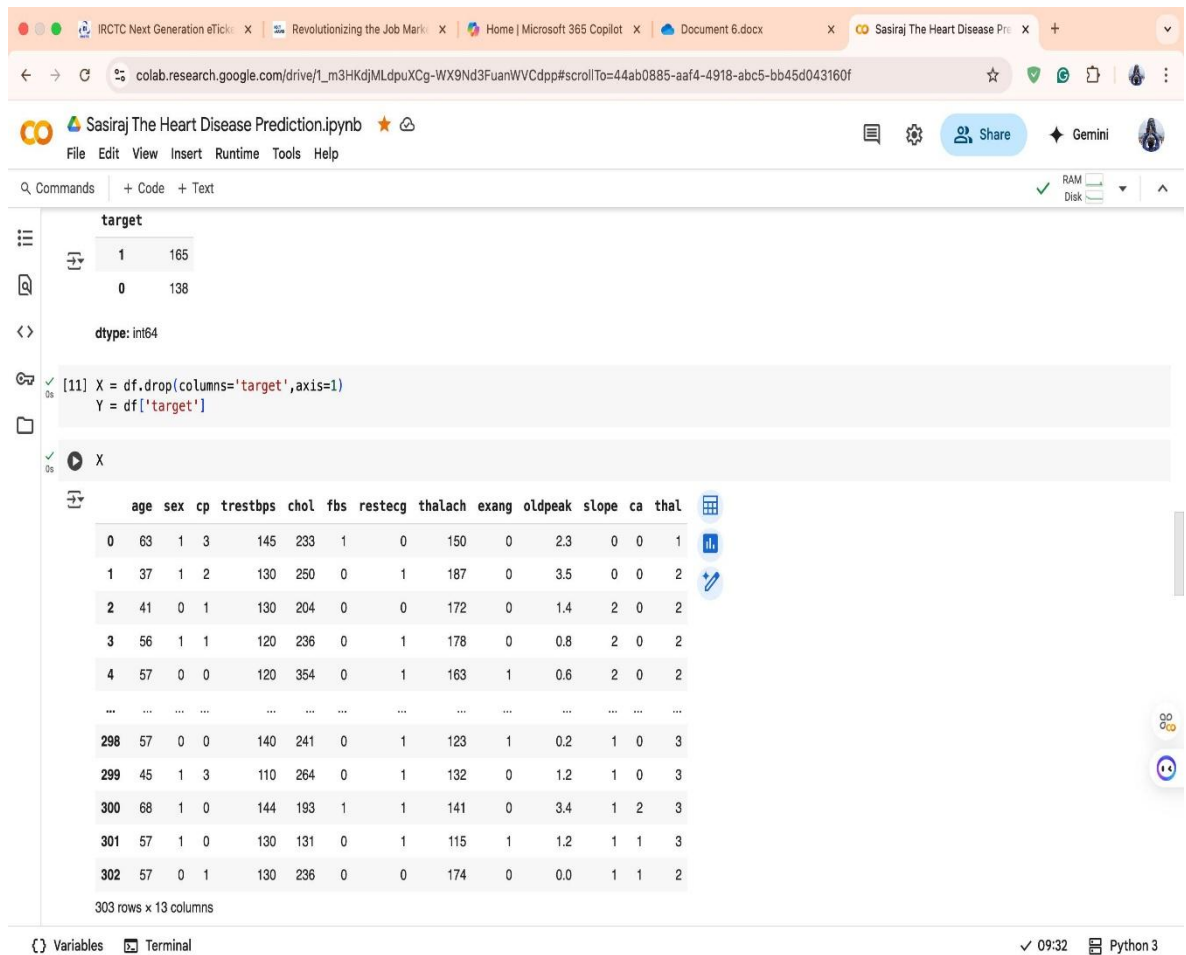 IRCTC Next Generation eTicke X Revolutionizing the Job Mark X Home | Microsoft 365 Copilot X Document 6.docx X Sasiraj The Heart Disease Pre X +
colab.research.google.com/drive/1_m3HKdjMLdpuXCg-WX9Nd3FuanWVCdpp#scrollTo=44ab0885-aaf4-4918-abc5-bb45d043160f
CO Sasiraj The Heart Disease Prediction.ipynb
File Edit View Insert Runtime Tools Help
Share Gemini
Commands + Code + Text
RAM
Disk
target
1 165
0 138
dtype: int64
[11] X = df.drop(columns='target',axis=1)
0s
Y = df['target']
X
0s
age sex cp trestbps chol fbs restecg thalach exang oldpeak slope ca thal
0 63 1 3 145 233 1 0 150 0 2.3 0 0 1
1 37 1 2 130 250 0 1 187 0 3.5 0 0 2
2 41 0 1 130 204 0 0 172 0 1.4 2 0 2
3 56 1 1 120 236 0 1 178 0 0.8 2 0 2
4 57 0 0 120 354 0 1 163 1 0.6 2 0 2
... ... ... ... ... ... ... ... ... ... ... ... ... ...
298 57 0 0 140 241 0 1 123 1 0.2 1 0 3
299 45 1 3 110 264 0 1 132 0 1.2 1 0 3
300 68 1 0 144 193 1 1 141 0 3.4 1 2 3
301 57 1 0 130 131 0 1 115 1 1.2 1 1 3
302 57 0 1 130 236 0 0 174 0 0.0 1 1 2
303 rows × 13 columns
{} Variables Terminal 09:32 Python 3